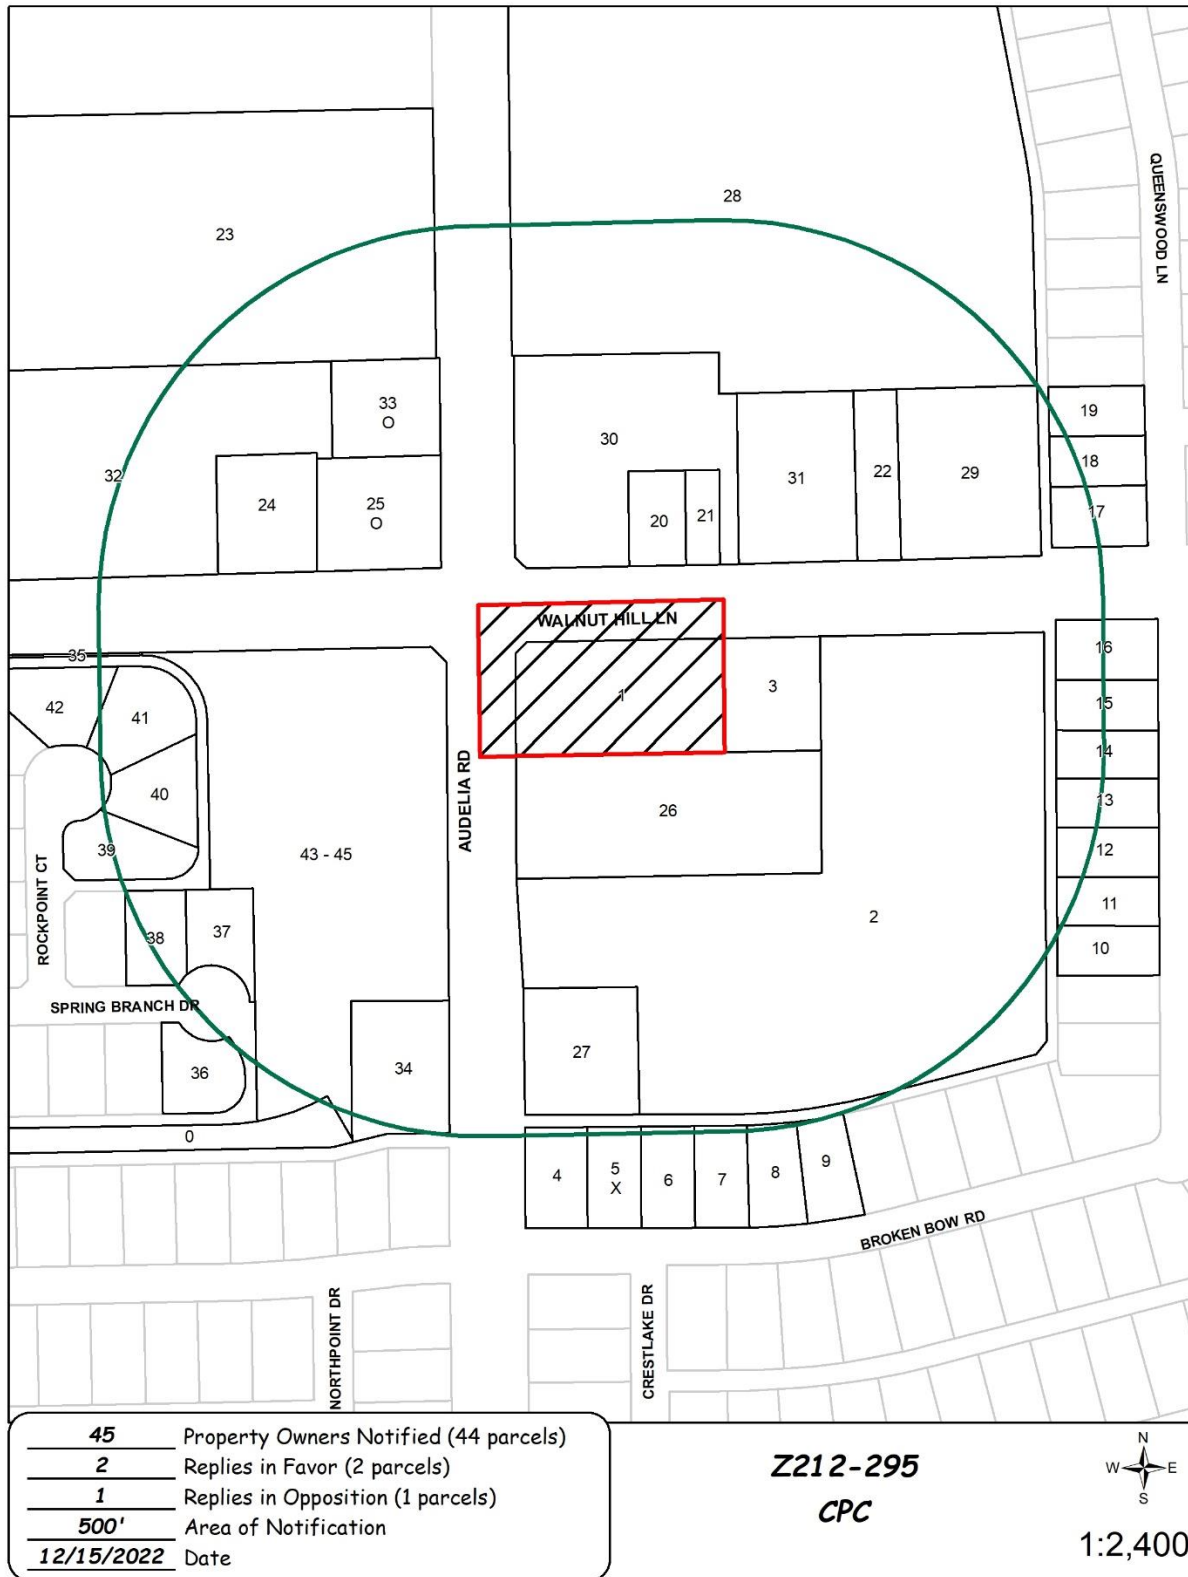 28
QUEENSWOOD LN
23
33
O
19
30
32
18
31
22
29
24
25
O
17
20
21
WALNUT HILL LN
16
35
3
1
42
41
15
14
40
13
AUDELIA RD
26
39
43 - 45
12
ROCKPOINT CT
11
2
37
38
10
SPRING BRANCH DR
27
34
36
0
9
5
X
8
4
6
7
BROKEN BOW RD
NORTHPOINT DR
CRESTLAKE DR
45 Property Owners Notified (44 parcels)
2 Replies in Favor (2 parcels)
1 Replies in Opposition (1 parcels)
500' Area of Notification
12/15/2022 Date
Z212-295
CPC
N
W E
S
1:2,400